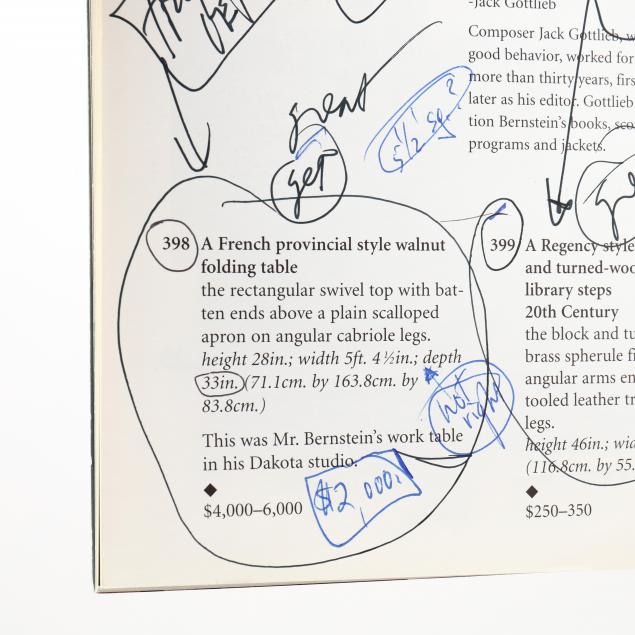 -Jack Gottlieb
Composer Jack Gottlieb, w
good behavior, worked for
more than thirty years, firs
later as his editor. Gottlieb
tion Bernstein's books, sco
programs and jackets.
great
get
398 A French provincial style walnut
folding table
the rectangular swivel top with bat-
ten ends above a plain scalloped
apron on angular cabriole legs.
height 28in.; width 5ft. 4½in.; depth
33in. (71.1cm. by 163.8cm. by
83.8cm.)
not
right
This was Mr. Bernstein's work table
in his Dakota studio.
$4,000–6,000
$2,000.
399 A Regency style
and turned-woo
library steps
20th Century
the block and tu
brass spherule fi
angular arms en
tooled leather tr
legs.
height 46in.; wid
(116.8cm. by 55.
$250–350